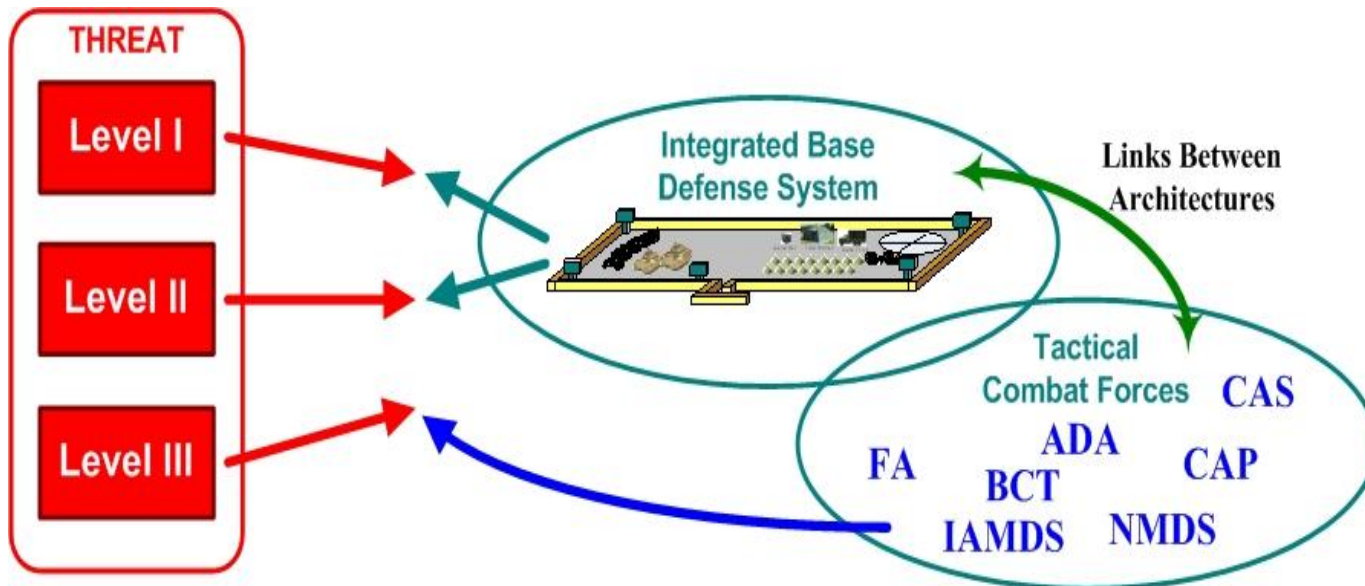 THREAT
Level I
Level II
Level III
Integrated Base
Defense System
Links Between
Architectures
Tactical
Combat Forces
CAS
ADA
FA
CAP
BCT
IAMDS
NMDS